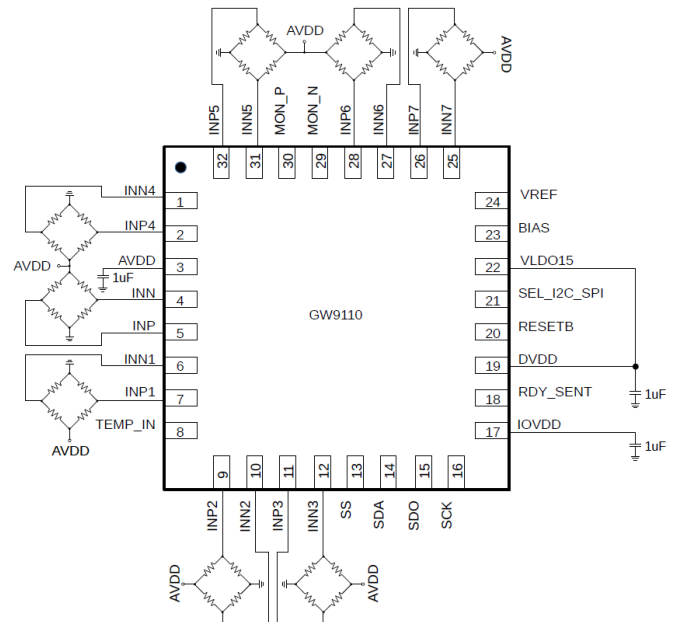 AVDD
AVDD
INP5
INN5
MON_P
MON_N
INP6
INN6
INP7
INN7
32
31
30
29
28
27
26
25
INN4
1
INP4
2
AVDD
3
AVDD
1uF
INN
4
INP
5
INN1
6
INP1
7
TEMP_IN
8
AVDD
GW9110
24
VREF
23
BIAS
22
VLDO15
21
SEL_I2C_SPI
20
RESETB
19
DVDD
18
RDY_SENT
1uF
17
IOVDD
1uF
9
10
11
12
13
14
15
16
INP2
INN2
INP3
INN3
SS
SDA
SDO
SCK
AVDD
AVDD